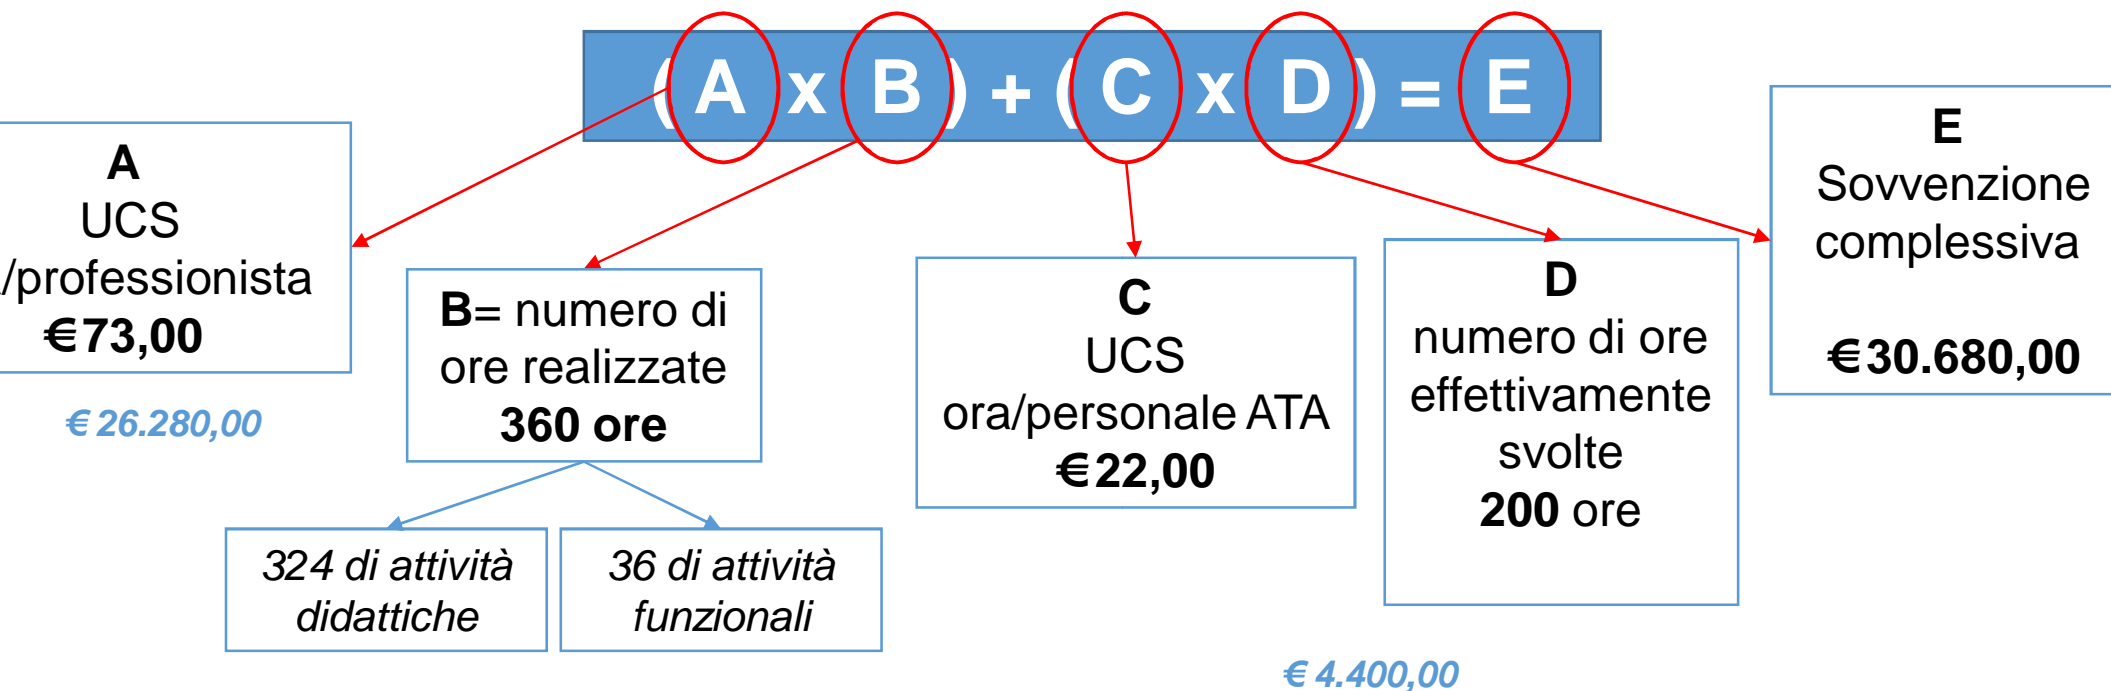 ( A x B ) + ( C x D ) = E
A
UCS
/professionista
€ 73,00
€ 26.280,00
B= numero di
ore realizzate
360 ore
324 di attività
didattiche
36 di attività
funzionali
C
UCS
ora/personale ATA
€ 22,00
D
numero di ore
effettivamente
svolte
200 ore
€ 4.400,00
E
Sovvenzione
complessiva
€ 30.680,00